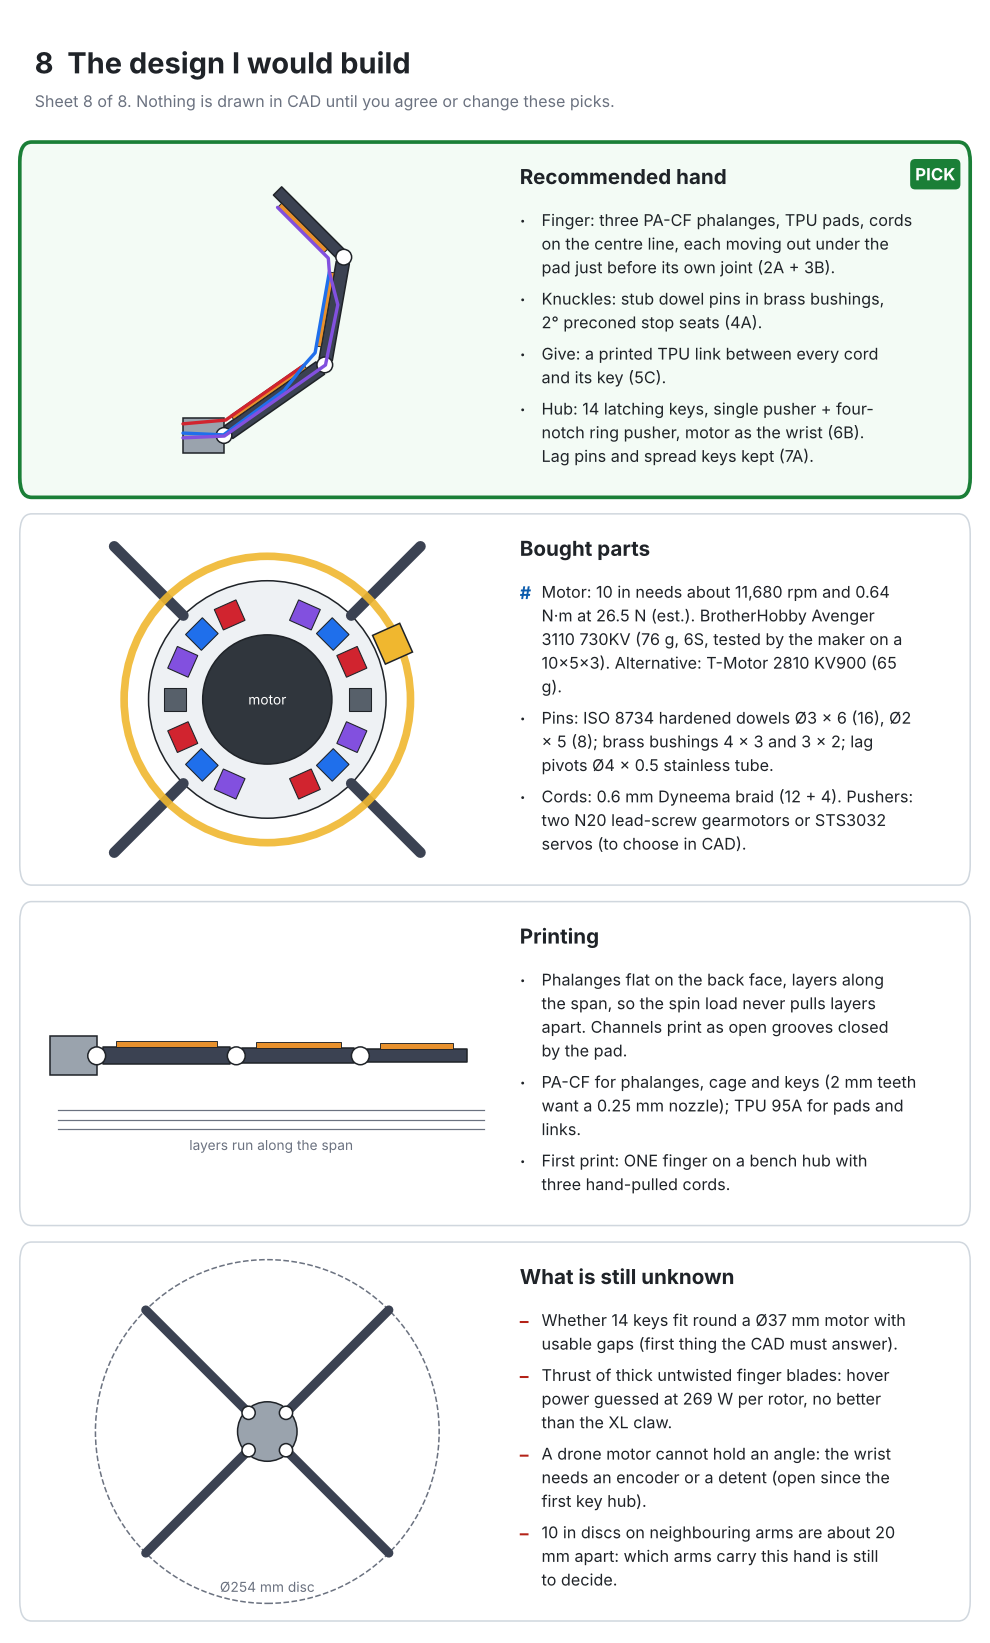 8 The design I would build
Sheet 8 of 8. Nothing is drawn in CAD until you agree or change these picks.
Recommended hand
PICK
· Finger: three PA-CF phalanges, TPU pads, cords
on the centre line, each moving out under the
pad just before its own joint (2A + 3B).
· Knuckles: stub dowel pins in brass bushings,
2° preconed stop seats (4A).
· Give: a printed TPU link between every cord
and its key (5C).
· Hub: 14 latching keys, single pusher + four-
notch ring pusher, motor as the wrist (6B).
Lag pins and spread keys kept (7A).
motor
Bought parts
# Motor: 10 in needs about 11,680 rpm and 0.64
N·m at 26.5 N (est.). BrotherHobby Avenger
3110 730KV (76 g, 6S, tested by the maker on a
10×5×3). Alternative: T-Motor 2810 KV900 (65
g).
· Pins: ISO 8734 hardened dowels Ø3 × 6 (16), Ø2
× 5 (8); brass bushings 4 × 3 and 3 × 2; lag
pivots Ø4 × 0.5 stainless tube.
· Cords: 0.6 mm Dyneema braid (12 + 4). Pushers:
two N20 lead-screw gearmotors or STS3032
servos (to choose in CAD).
layers run along the span
Printing
· Phalanges flat on the back face, layers along
the span, so the spin load never pulls layers
apart. Channels print as open grooves closed
by the pad.
· PA-CF for phalanges, cage and keys (2 mm teeth
want a 0.25 mm nozzle); TPU 95A for pads and
links.
· First print: ONE finger on a bench hub with
three hand-pulled cords.
Ø254 mm disc
What is still unknown
– Whether 14 keys fit round a Ø37 mm motor with
usable gaps (first thing the CAD must answer).
– Thrust of thick untwisted finger blades: hover
power guessed at 269 W per rotor, no better
than the XL claw.
– A drone motor cannot hold an angle: the wrist
needs an encoder or a detent (open since the
first key hub).
– 10 in discs on neighbouring arms are about 20
mm apart: which arms carry this hand is still
to decide.